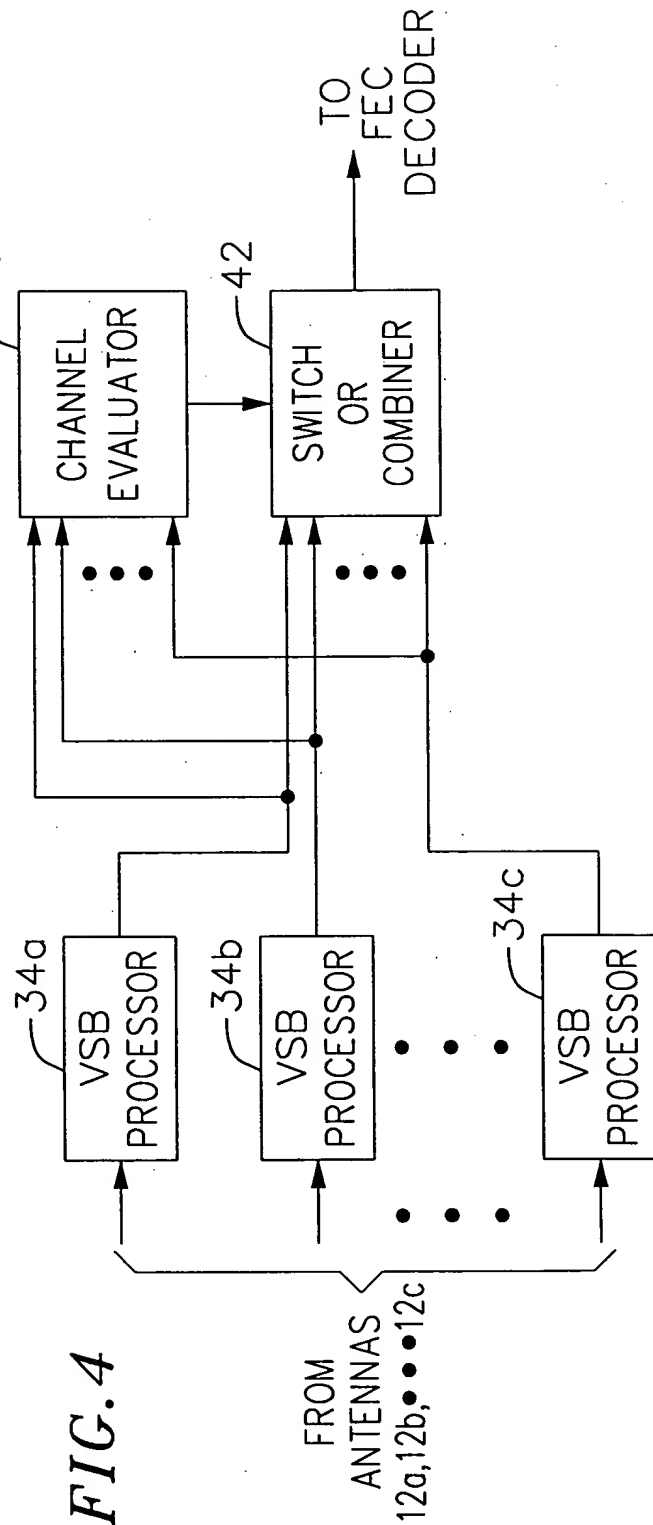 FIG. 4
FROM
ANTENNAS
12a,12b,•••12c
34a
VSB
PROCESSOR
34b
VSB
PROCESSOR
34c
VSB
PROCESSOR
CHANNEL
EVALUATOR
42
SWITCH
OR
COMBINER
TO
FEC
DECODER